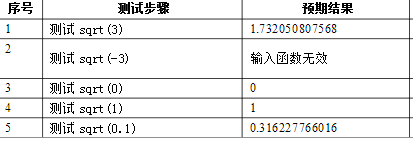 序号 测试步骤 预期结果
1 测试 sqrt(3) 1.732050807568
2 测试 sqrt(-3) 输入函数无效
3 测试 sqrt(0) 0
4 测试 sqrt(1) 1
5 测试 sqrt(0.1) 0.316227766016